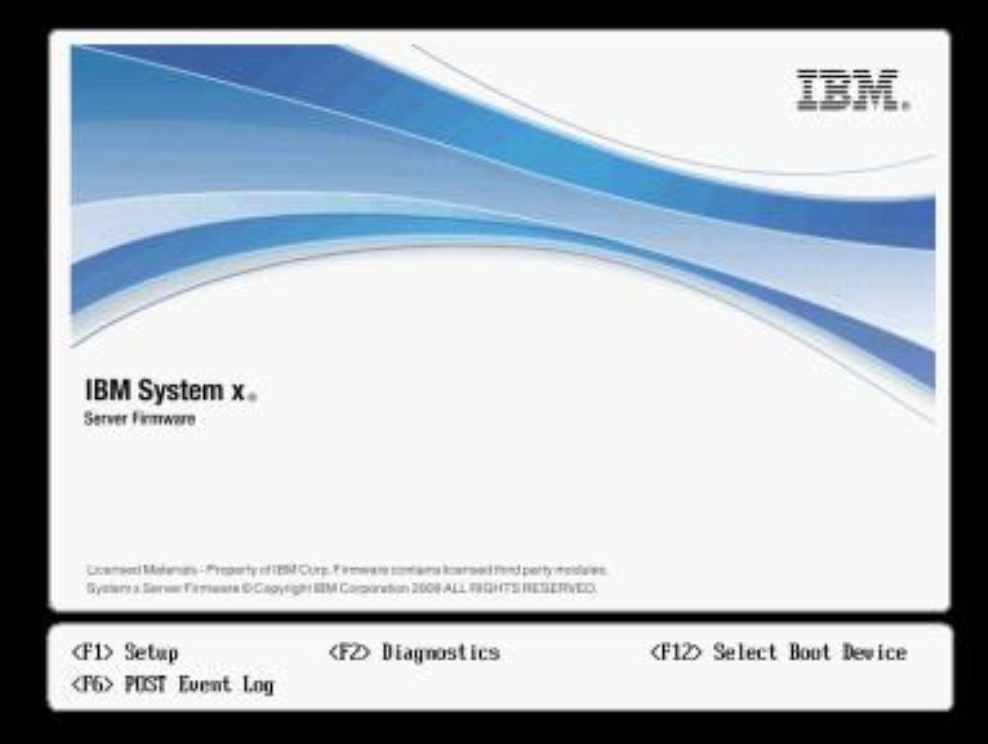 IBM®
IBM System x®
Server Firmware
Licensed Materials - Property of IBM Corp. Firmware contains licensed third party modules.
System x Server Firmware © Copyright IBM Corporation 2009 ALL RIGHTS RESERVED.
<F1> Setup <F2> Diagnostics <F12> Select Boot Device
<F6> POST Event Log